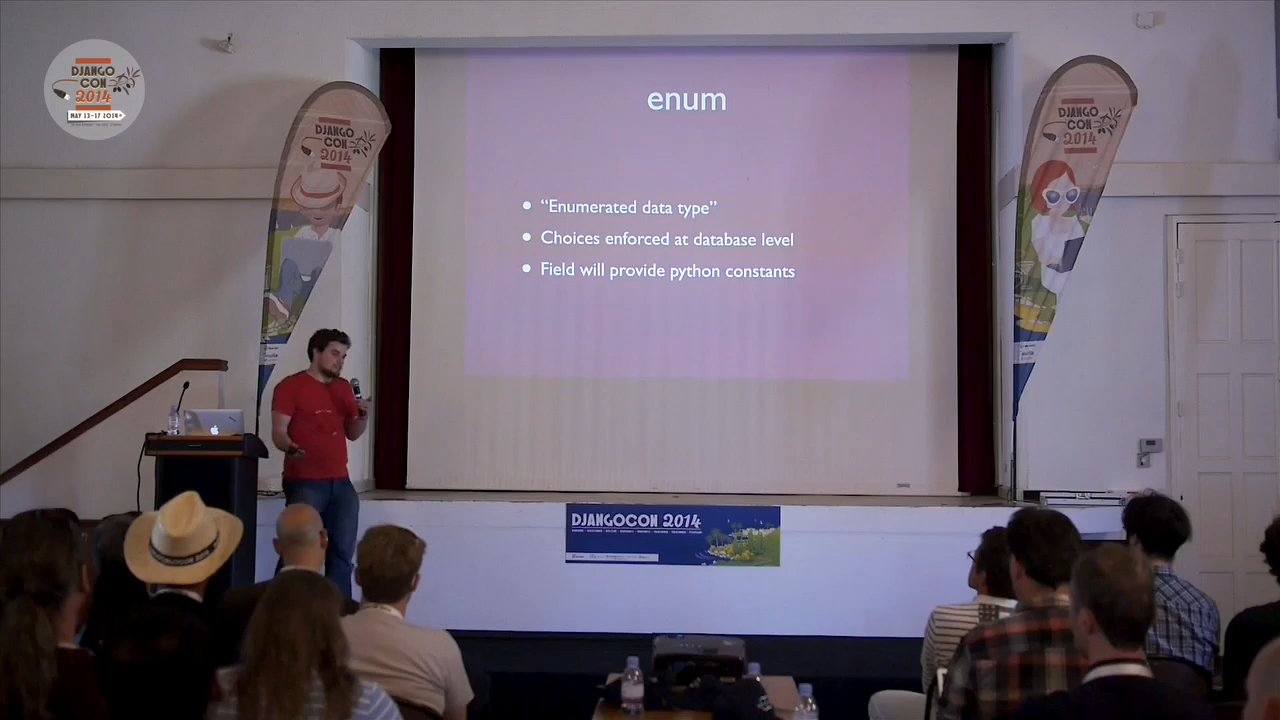 DJANGO
CON
2014
MAY 13-17 2014
DJANGO
CON
2014
enum
• “Enumerated data type”
• Choices enforced at database level
• Field will provide python constants
DJANGO
CON
2014
DJANGOCON 2014